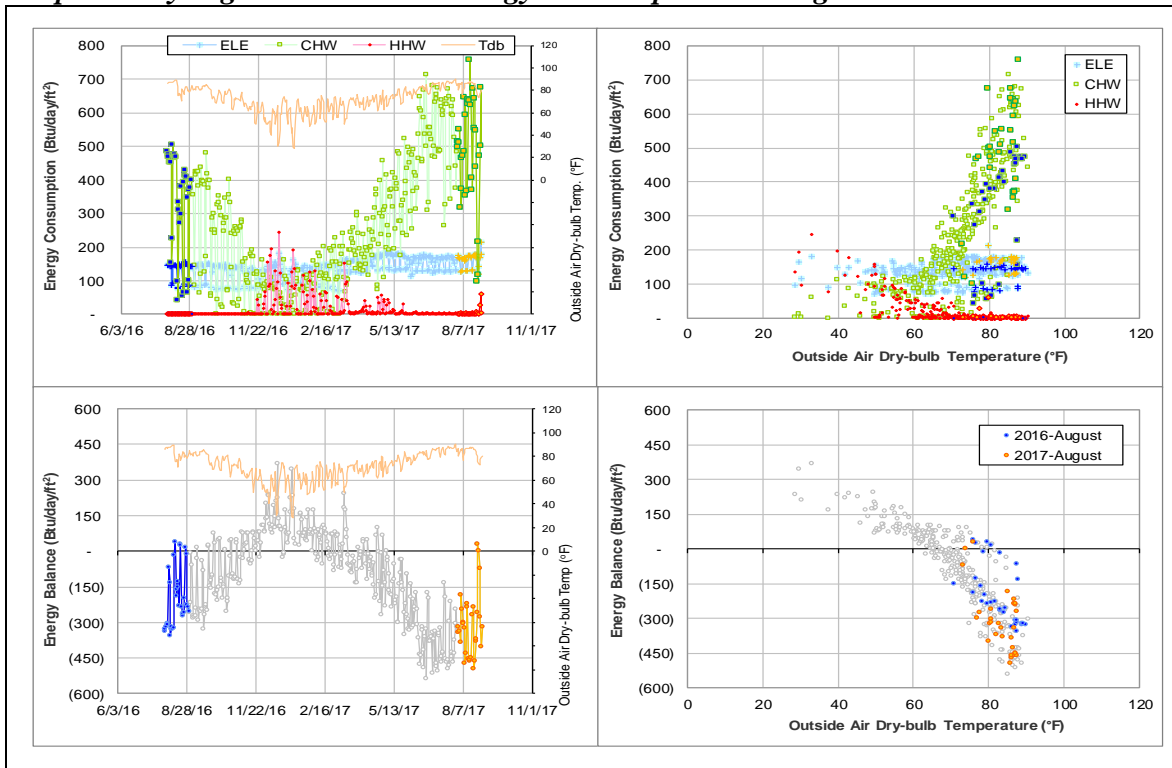 ELE CHW HHW Tdb
Energy Consumption (Btu/day/ft²)
800
700
600
500
400
300
200
100
-
120
100
80
60
40
20
0
Outside Air Dry-bulb Temp. (°F)
6/3/16 8/28/16 11/22/16 2/16/17 5/13/17 8/7/17 11/1/17
Energy Consumption (Btu/day/ft²)
800
700
600
500
400
300
200
100
-
ELE
CHW
HHW
0 20 40 60 80 100 120
Outside Air Dry-bulb Temperature (°F)
Energy Balance (Btu/day/ft²)
600
450
300
150
-
(150)
(300)
(450)
(600)
120
100
80
60
40
20
0
Outside Air Dry-bulb Temp (°F)
6/3/16 8/28/16 11/22/16 2/16/17 5/13/17 8/7/17 11/1/17
Energy Balance (Btu/day/ft²)
600
450
300
150
-
(150)
(300)
(450)
(600)
2016-August
2017-August
0 20 40 60 80 100 120
Outside Air Dry-bulb Temperature (°F)